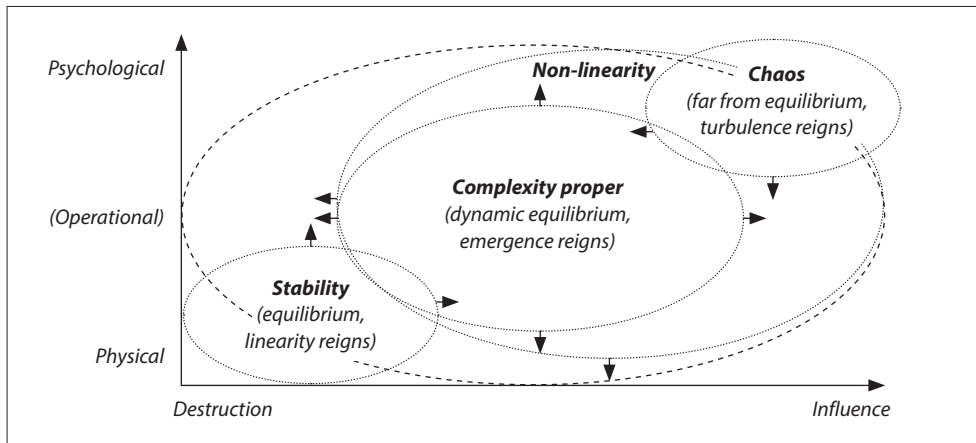 Psychological
Non-linearity
Chaos
(far from equilibrium,
turbulence reigns)
(Operational)
Complexity proper
(dynamic equilibrium,
emergence reigns)
Stability
(equilibrium,
linearity reigns)
Physical
Destruction
Influence